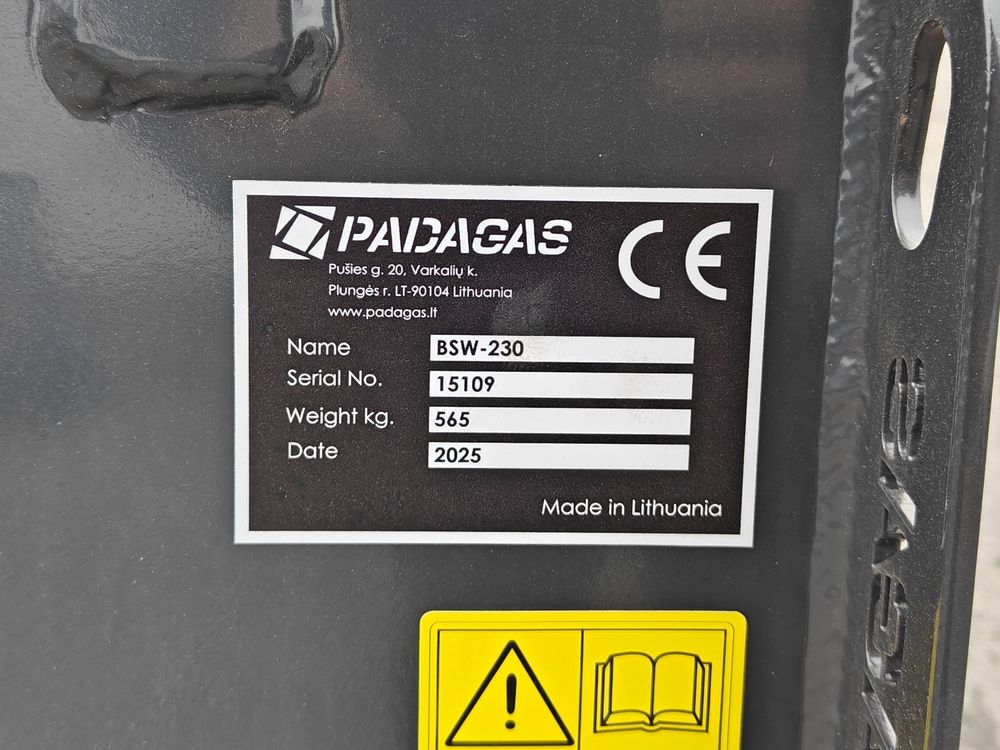 PADAGAS
CE
Pušies g. 20, Varkalių k.
Plungės r. LT-90104 Lithuania
www.padagas.lt
Name BSW-230
Serial No. 15109
Weight kg. 565
Date 2025
Made in Lithuania